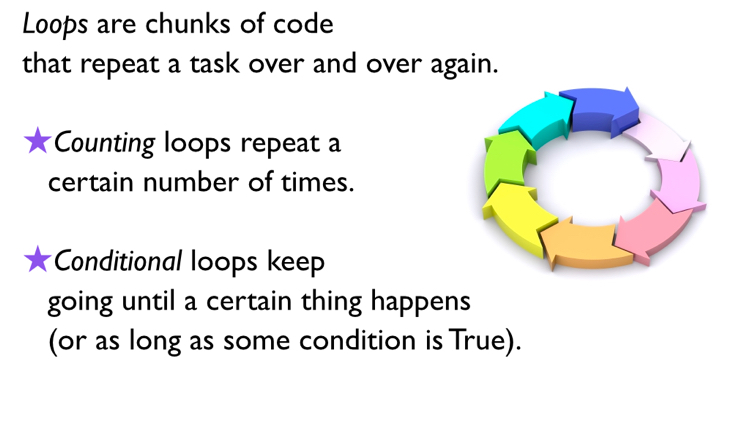 Loops are chunks of code
that repeat a task over and over again.
Counting loops repeat a
certain number of times.
Conditional loops keep
going until a certain thing happens
(or as long as some condition is True).